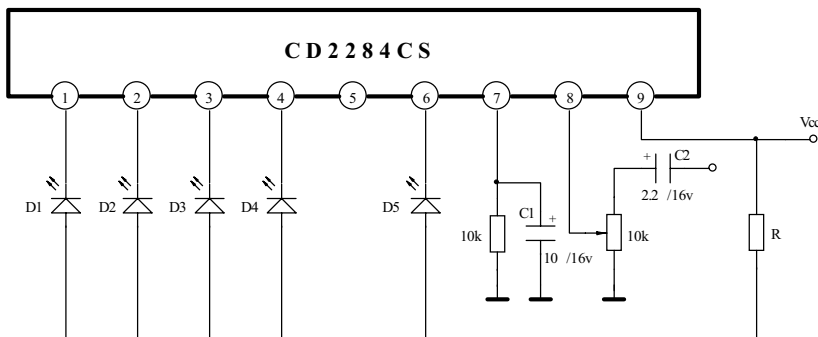 CD2284CS
1 2 3 4 5 6 7 8 9
Vcc
+ C2
2.2 /16v
D1 D2 D3 D4 D5
10k
C1
+
10 /16v
10k
R